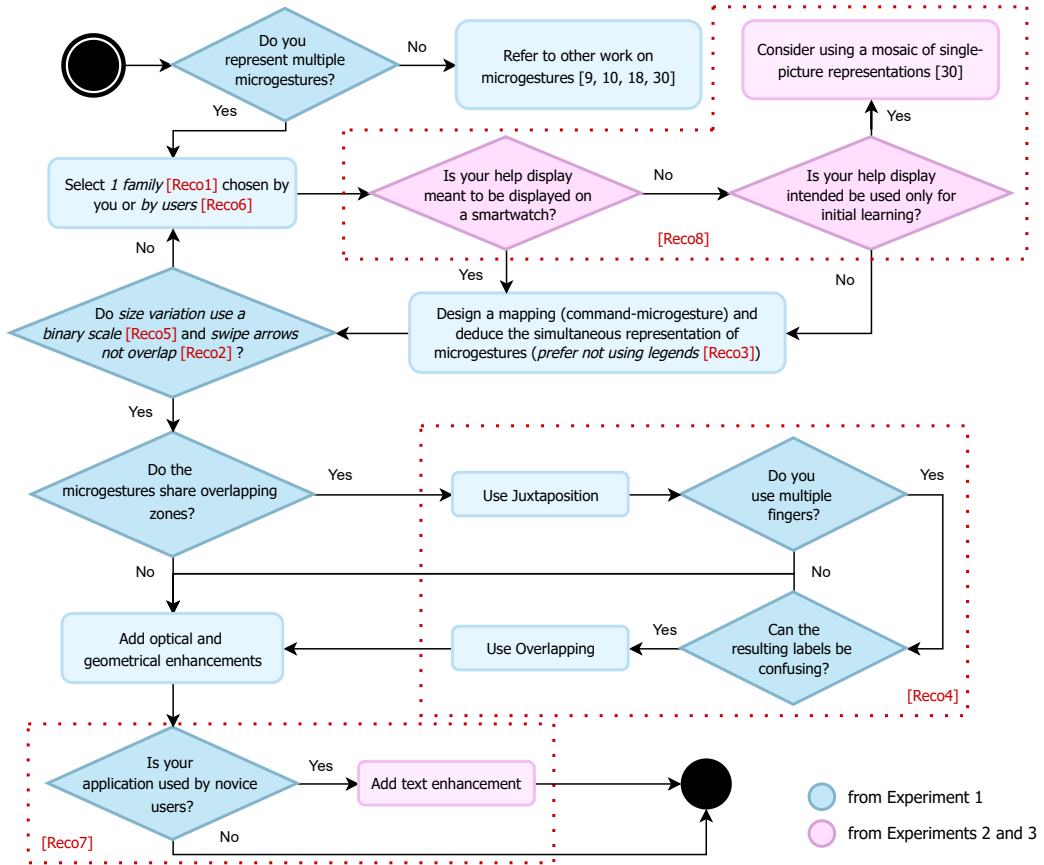 Do you
represent multiple
microgestures?
No
Refer to other work on
microgestures [9, 10, 18, 30]
Consider using a mosaic of single-
picture representations [30]
Yes
Yes
Select 1 family [Reco1] chosen by
you or by users [Reco6]
Is your help display
meant to be displayed on
a smartwatch?
No
Is your help display
intended be used only for
initial learning?
[Reco8]
No
Yes
No
Do size variation use a
binary scale [Reco5] and swipe arrows
not overlap [Reco2] ?
Design a mapping (command-microgesture) and
deduce the simultaneous representation of
microgestures (prefer not using legends [Reco3])
Yes
Do the
microgestures share overlapping
zones?
Yes
Use Juxtaposition
Do you
use multiple
fingers?
Yes
No
No
Add optical and
geometrical enhancements
Use Overlapping
Yes
Can the
resulting labels be
confusing?
[Reco4]
Is your
application used by novice
users?
Yes
Add text enhancement
No
[Reco7]
from Experiment 1
from Experiments 2 and 3